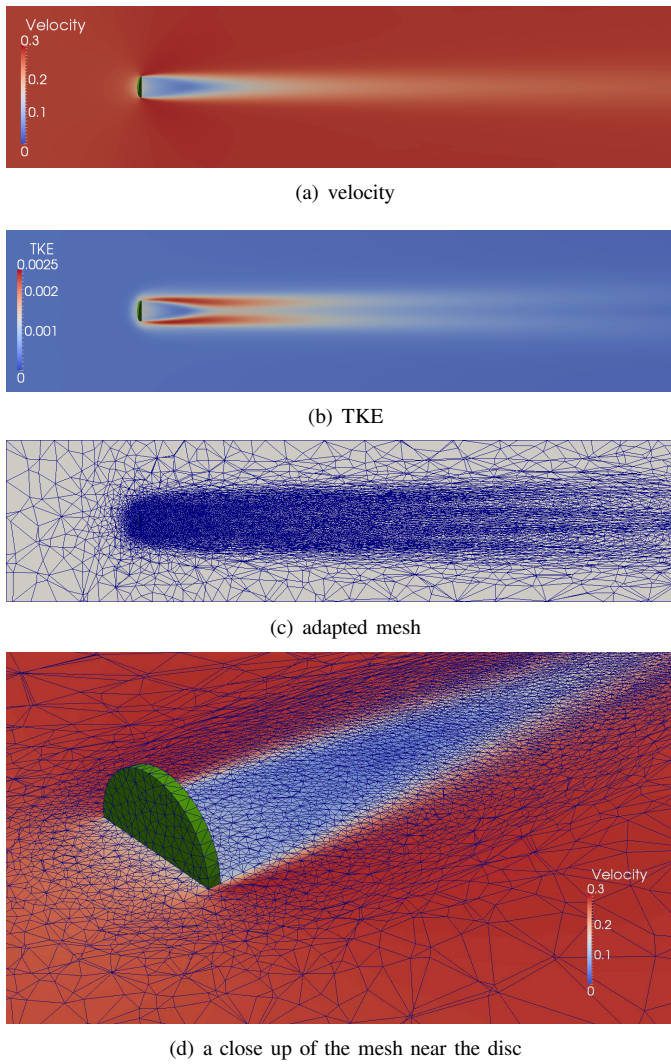 Velocity
0.3
0.2
0.1
0
(a) velocity
TKE
0.0025
0.002
0.001
0
(b) TKE
(c) adapted mesh
Velocity
0.3
0.2
0.1
0
(d) a close up of the mesh near the disc